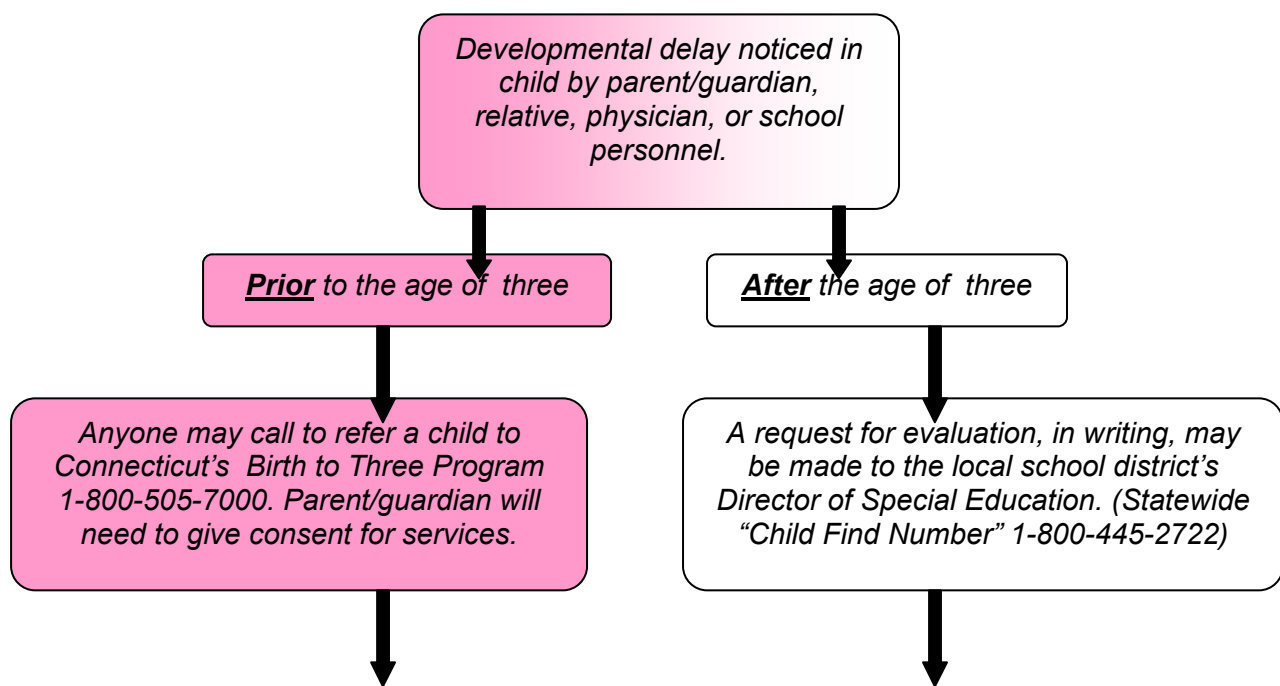 Developmental delay noticed in
child by parent/guardian,
relative, physician, or school
personnel.
Prior to the age of three
After the age of three
Anyone may call to refer a child to
Connecticut’s Birth to Three Program
1-800-505-7000. Parent/guardian will
need to give consent for services.
A request for evaluation, in writing, may
be made to the local school district’s
Director of Special Education. (Statewide
“Child Find Number” 1-800-445-2722)